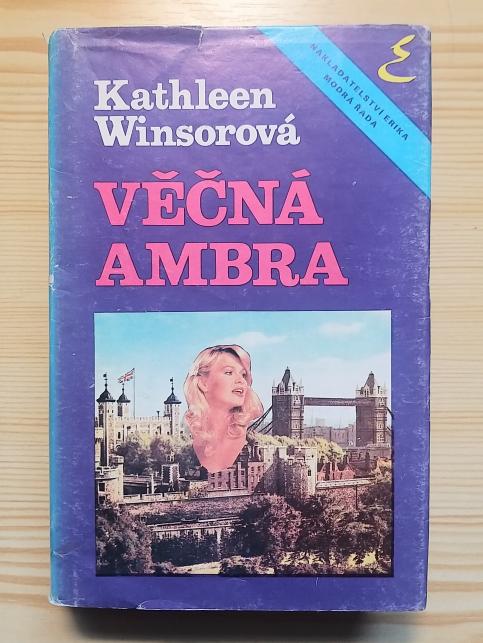 NAKLADATELSTVÍ ERIKA
MODRÁ ŘADA
Kathleen
Winsorová
VĚČNÁ
AMBRA